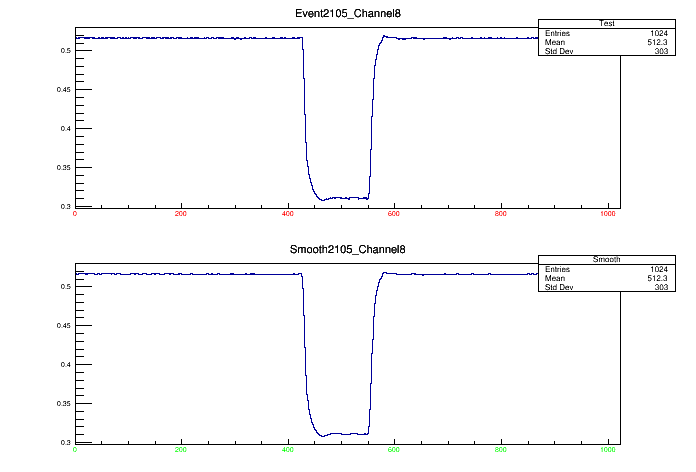 Event2105_Channel8
Test
Entries 1024
Mean 512.3
Std Dev 303
0.5
0.45
0.4
0.35
0.3
0 200 400 600 800 1000
Smooth2105_Channel8
Smooth
Entries 1024
Mean 512.3
Std Dev 303
0.5
0.45
0.4
0.35
0.3
0 200 400 600 800 1000